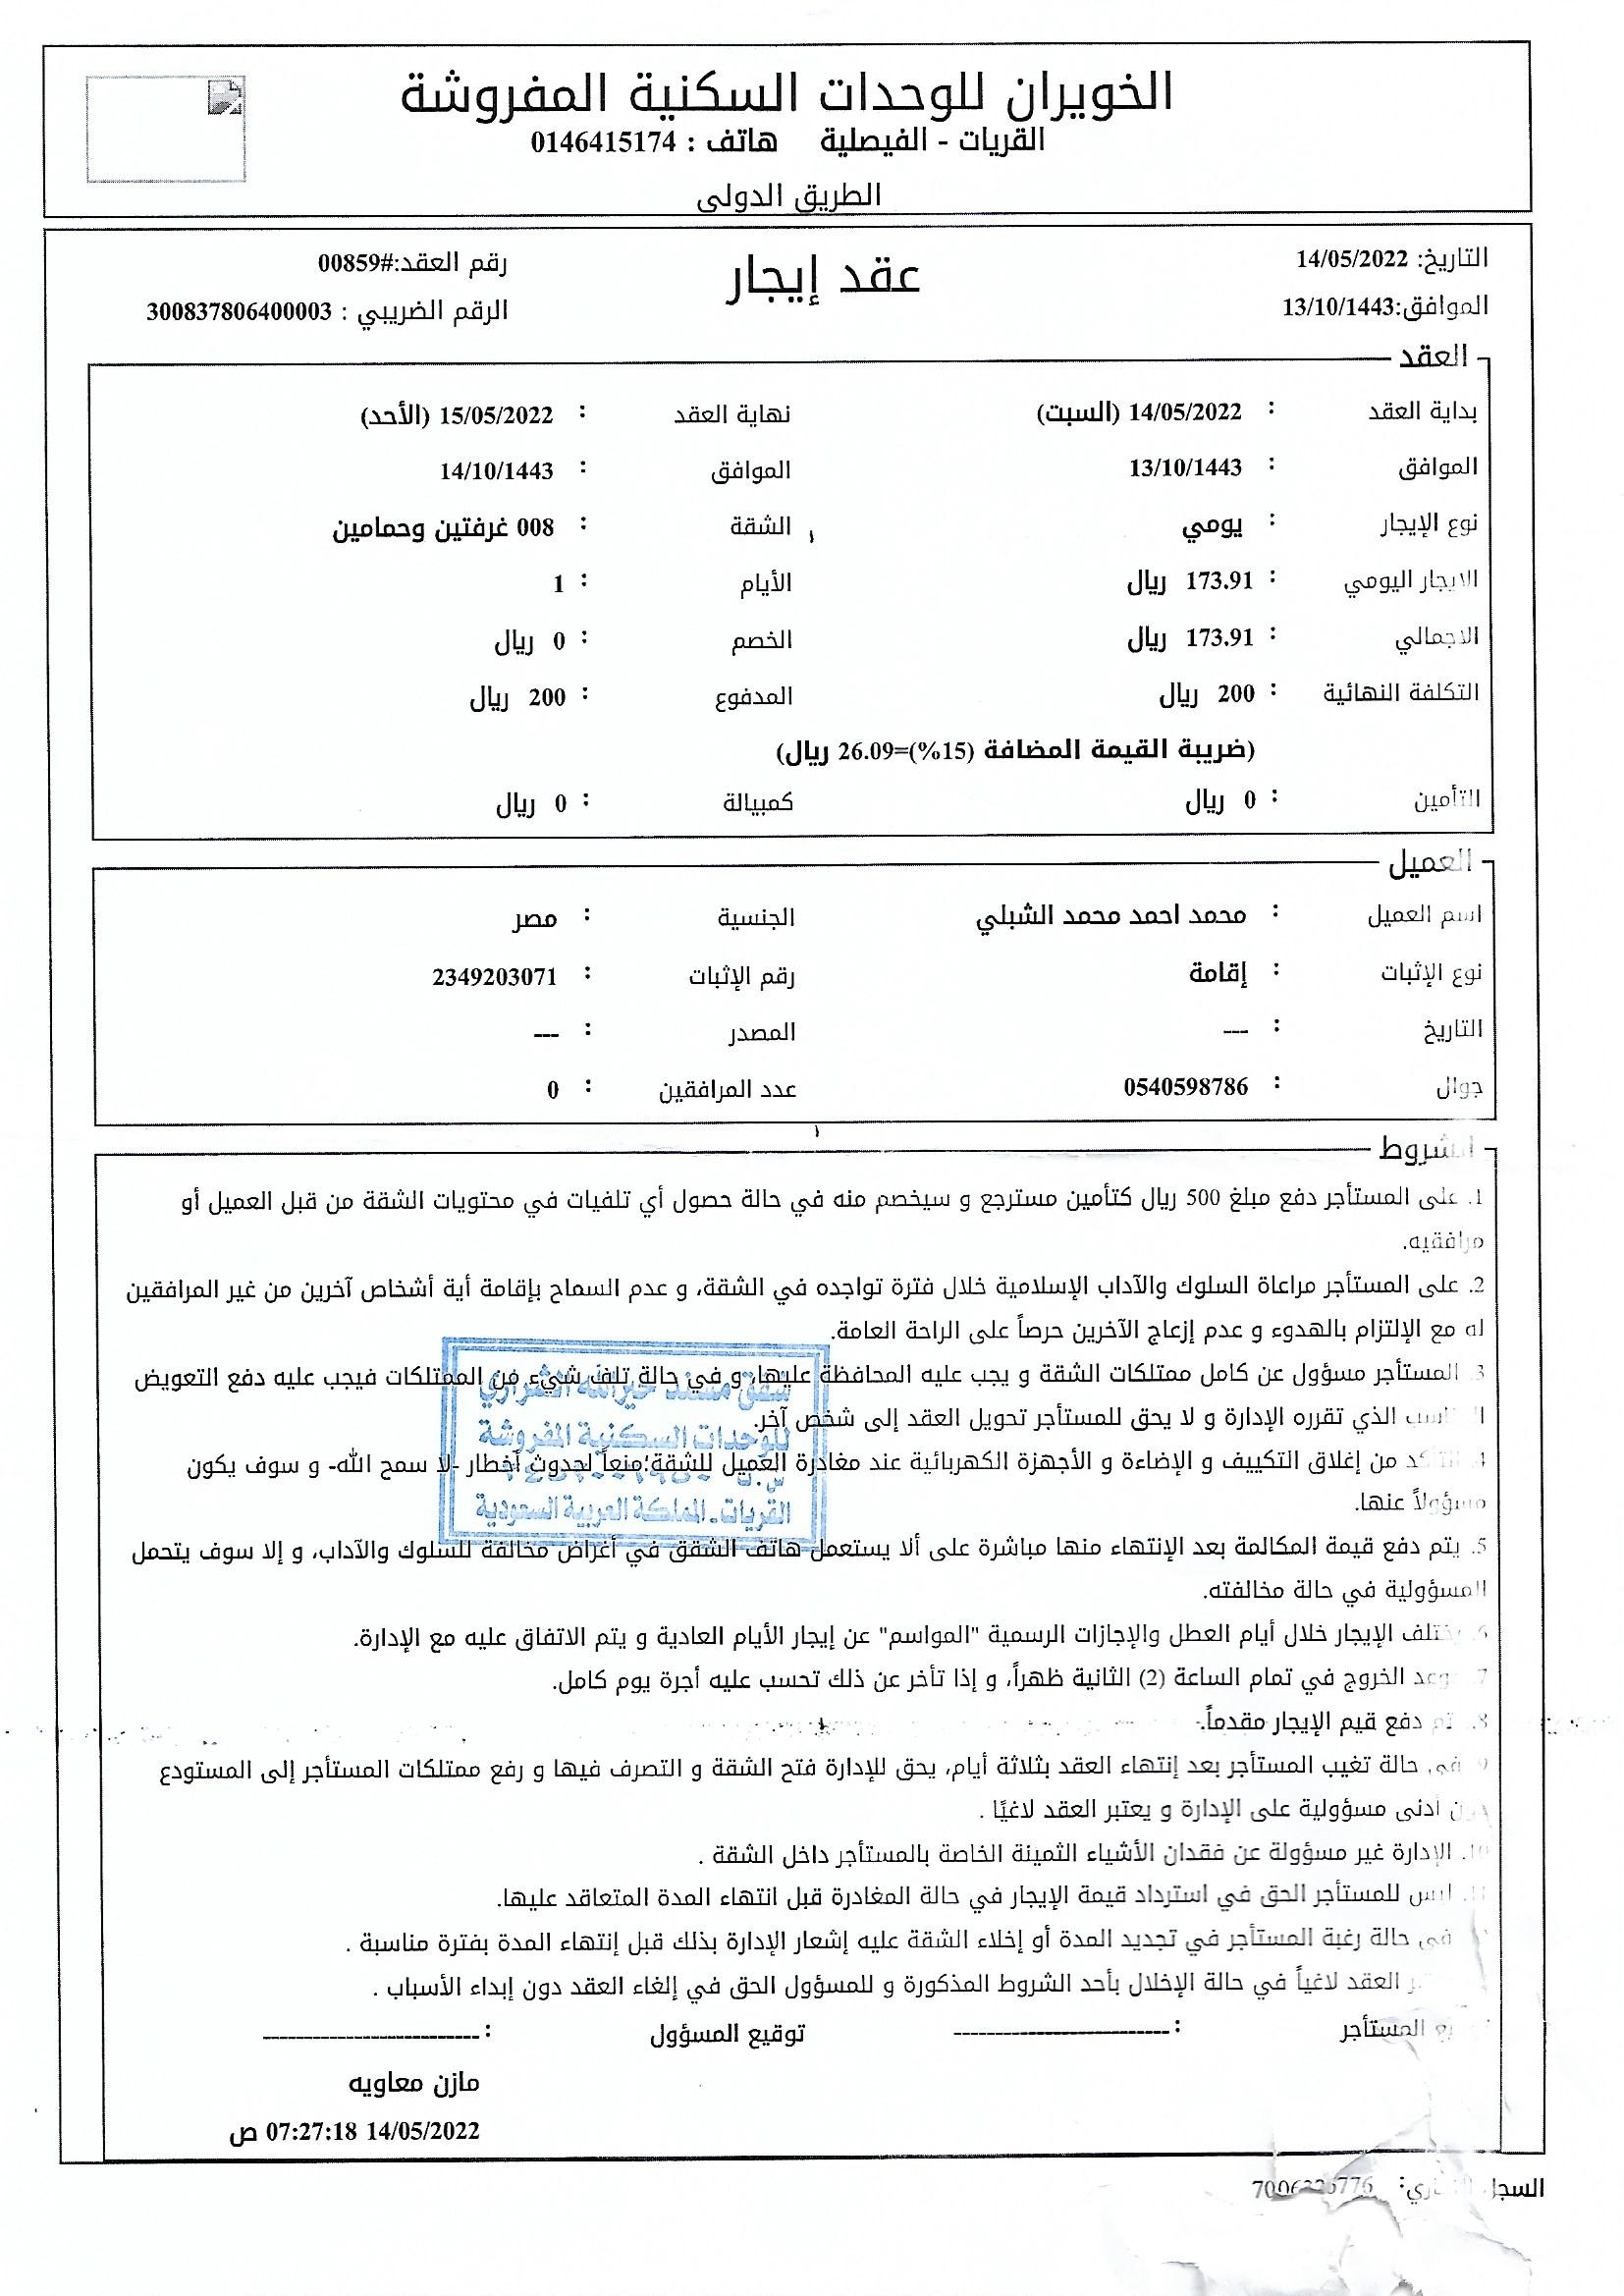 الخويران للوحدات السكنية المفروشة
القريات - الفيصلية هاتف : 0146415174
الطريق الدولى
التاريخ: 14/05/2022
الموافق:13/10/1443
عقد إيجار
رقم العقد:#00859
الرقم الضريبي : 300837806400003
العقد
بداية العقد : 14/05/2022 (السبت) نهاية العقد : 15/05/2022 (الأحد)
الموافق : 13/10/1443 الموافق : 14/10/1443
نوع الإيجار : يومي الشقة : 008 غرفتين وحمامين
الايجار اليومي : 173.91 ريال الأيام : 1
الاجمالي : 173.91 ريال الخصم : 0 ريال
التكلفة النهائية : 200 ريال المدفوع : 200 ريال
(ضريبة القيمة المضافة (15%)=26.09 ريال)
التأمين : 0 ريال كمبيالة : 0 ريال
العميل
اسم العميل : محمد احمد محمد الشبلي الجنسية : مصر
نوع الإثبات : إقامة رقم الإثبات : 2349203071
التاريخ : --- المصدر : ---
جوال : 0540598786 عدد المرافقين : 0
الشروط
1. على المستأجر دفع مبلغ 500 ريال كتأمين مسترجع و سيخصم منه في حالة حصول أي تلفيات في محتويات الشقة من قبل العميل أو
مرافقيه.
2. على المستأجر مراعاة السلوك والآداب الإسلامية خلال فترة تواجده في الشقة، و عدم السماح بإقامة أية أشخاص آخرين من غير المرافقين
له مع الإلتزام بالهدوء و عدم إزعاج الآخرين حرصاً على الراحة العامة.
3. المستأجر مسؤول عن كامل ممتلكات الشقة و يجب عليه المحافظة عليها، و في حالة تلف شيء من الممتلكات فيجب عليه دفع التعويض
الذي تقرره الإدارة و لا يحق للمستأجر تحويل العقد إلى شخص آخر.
4. من إغلاق التكييف و الإضاءة و الأجهزة الكهربائية عند مغادرة العميل للشقة؛منعاً لحدوث أخطار -لا سمح الله- و سوف يكون
مسؤولاً عنها.
5. يتم دفع قيمة المكالمة بعد الإنتهاء منها مباشرة على ألا يستعمل هاتف الشقق في أغراض مخالفة للسلوك والآداب، و إلا سوف يتحمل
المسؤولية في حالة مخالفته.
6. يختلف الإيجار خلال أيام العطل والإجازات الرسمية "المواسم" عن إيجار الأيام العادية و يتم الاتفاق عليه مع الإدارة.
7. موعد الخروج في تمام الساعة (2) الثانية ظهراً، و إذا تأخر عن ذلك تحسب عليه أجرة يوم كامل.
8. يتم دفع قيم الإيجار مقدماً.
9. في حالة تغيب المستأجر بعد إنتهاء العقد بثلاثة أيام، يحق للإدارة فتح الشقة و التصرف فيها و رفع ممتلكات المستأجر إلى المستودع
دون أدنى مسؤولية على الإدارة و يعتبر العقد لاغيًا .
10. الإدارة غير مسؤولة عن فقدان الأشياء الثمينة الخاصة بالمستأجر داخل الشقة .
11. ليس للمستأجر الحق في استرداد قيمة الإيجار في حالة المغادرة قبل انتهاء المدة المتعاقد عليها.
في حالة رغبة المستأجر في تجديد المدة أو إخلاء الشقة عليه إشعار الإدارة بذلك قبل إنتهاء المدة بفترة مناسبة .
العقد لاغياً في حالة الإخلال بأحد الشروط المذكورة و للمسؤول الحق في إلغاء العقد دون إبداء الأسباب .
شقق مسند خيرالله الشراري
للوحدات السكنية المفروشة
القريات - المملكة العربية السعودية
المستأجر : -------------------------- توقيع المسؤول : --------------------------
مازن معاويه
14/05/2022 07:27:18 ص
السجل